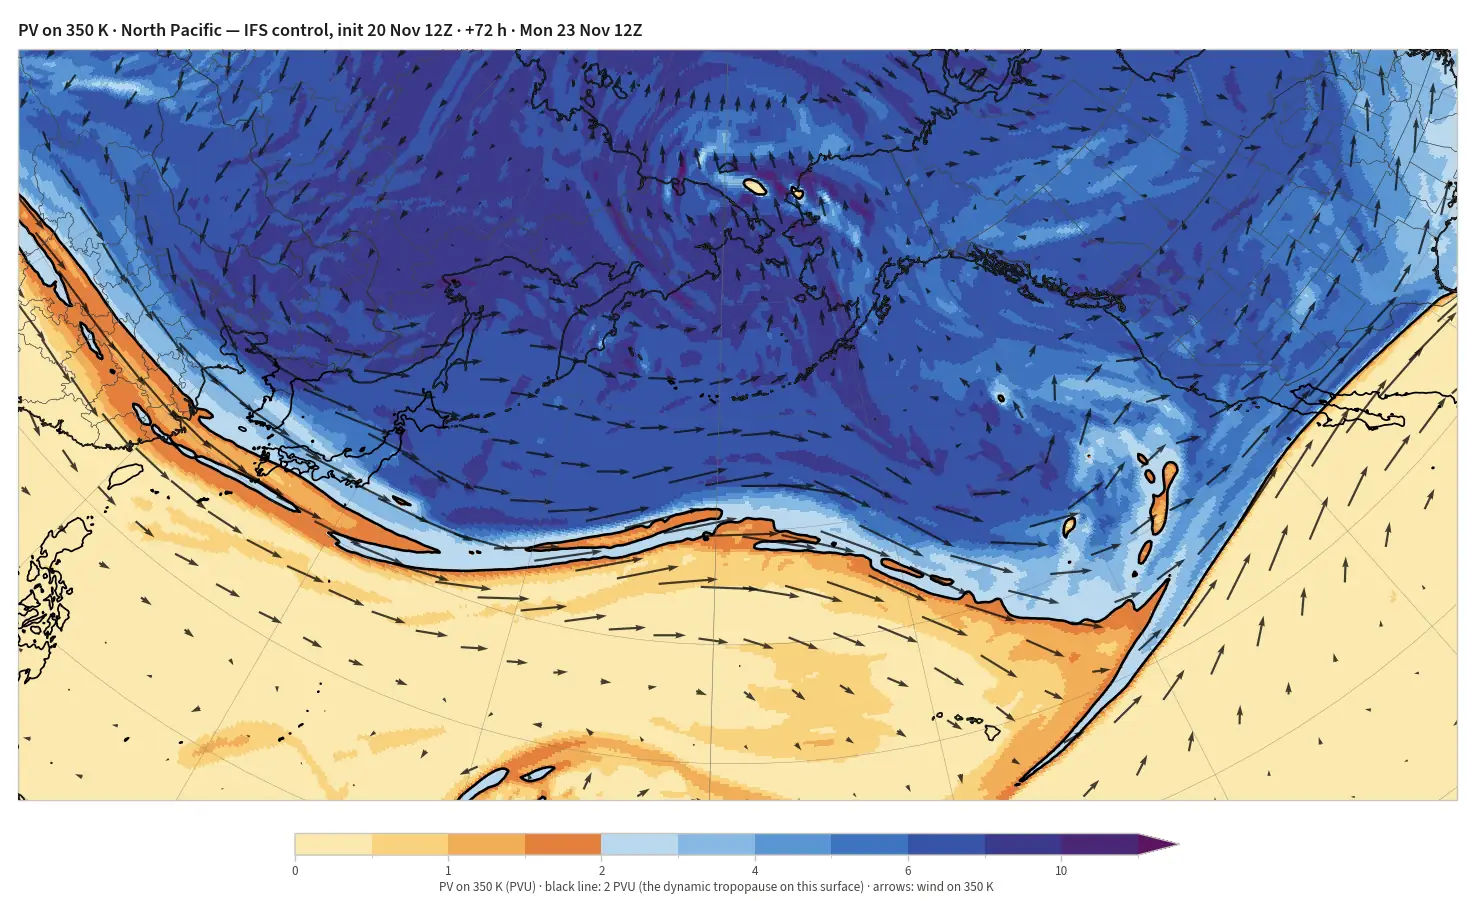 PV on 350 K · North Pacific — IFS control, init 20 Nov 12Z · +72 h · Mon 23 Nov 12Z
0 1 2 4 6 10
PV on 350 K (PVU) · black line: 2 PVU (the dynamic tropopause on this surface) · arrows: wind on 350 K